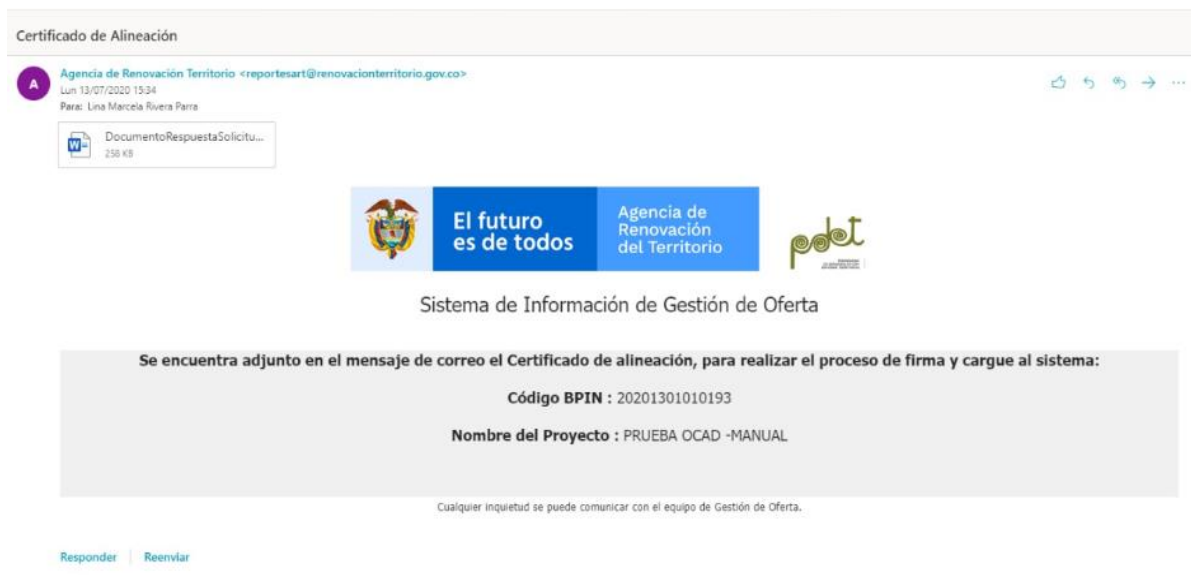 Certificado de Alineación
A
Agencia de Renovación Territorio <reportesart@renovacionterritorio.gov.co>
Lun 13/07/2020 15:34
Para: Lina Marcela Rivera Parra
DocumentoRespuestaSolicitu...
258 KB
El futuro
es de todos
Agencia de
Renovación
del Territorio
pdet
Sistema de Información de Gestión de Oferta
Se encuentra adjunto en el mensaje de correo el Certificado de alineación, para realizar el proceso de firma y cargue al sistema:
Código BPIN : 20201301010193
Nombre del Proyecto : PRUEBA OCAD -MANUAL
Cualquier inquietud se puede comunicar con el equipo de Gestión de Oferta.
Responder
Reenviar